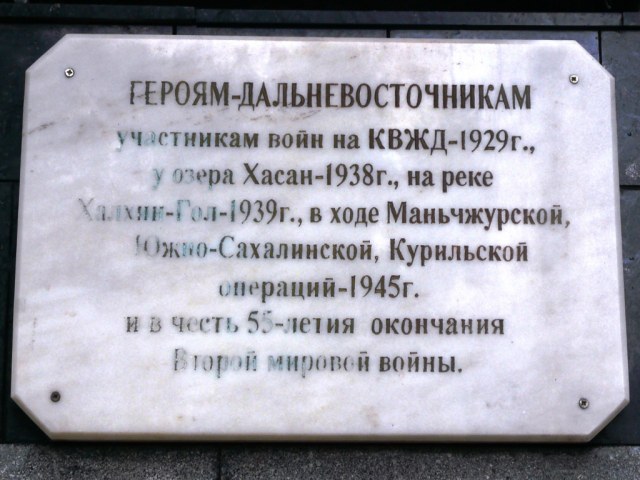 ГЕРОЯМ-ДАЛЬНЕВОСТОЧНИКАМ
участникам войн на КВЖД-1929г.,
у озера Хасан-1938г., на реке
Халхин-Гол-1939г., в ходе Маньчжурской,
Южно-Сахалинской, Курильской
операций-1945г.
и в честь 55-летия окончания
Второй мировой войны.